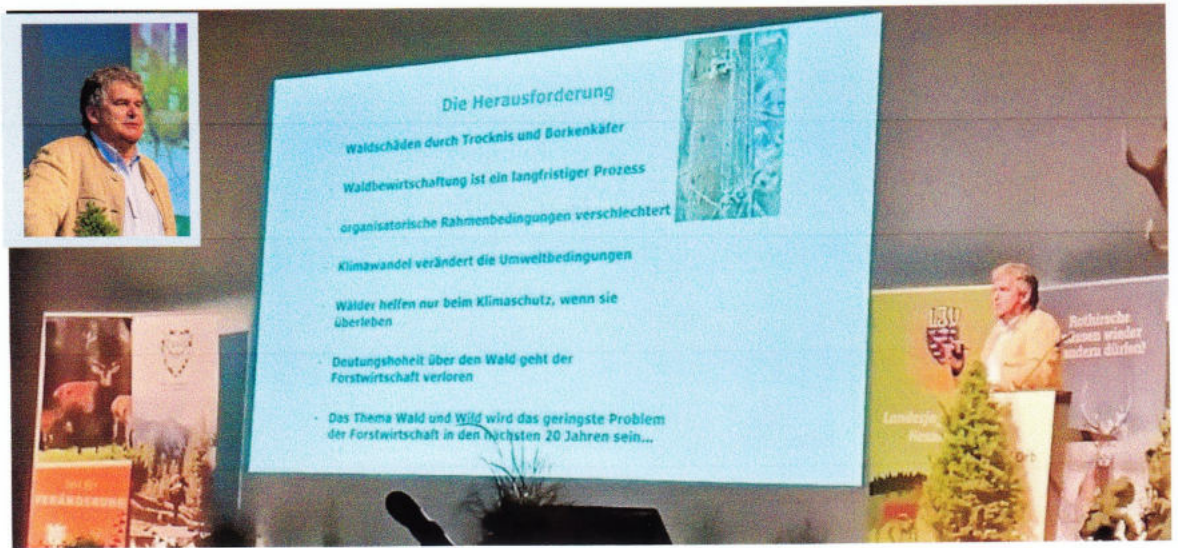 Die Herausforderung
Waldschäden durch Trocknis und Borkenkäfer
Waldbewirtschaftung ist ein langfristiger Prozess
organisatorische Rahmenbedingungen verschlechtert
Klimawandel verändert die Umweltbedingungen
Wälder helfen nur beim Klimaschutz, wenn sie
überleben
Deutungshoheit über den Wald geht der
Forstwirtschaft verloren
Das Thema Wald und Wild wird das geringste Problem
der Forstwirtschaft in den nächsten 20 Jahren sein...
VERÄNDERUNG
Rothirsche
wieder
dürfen!